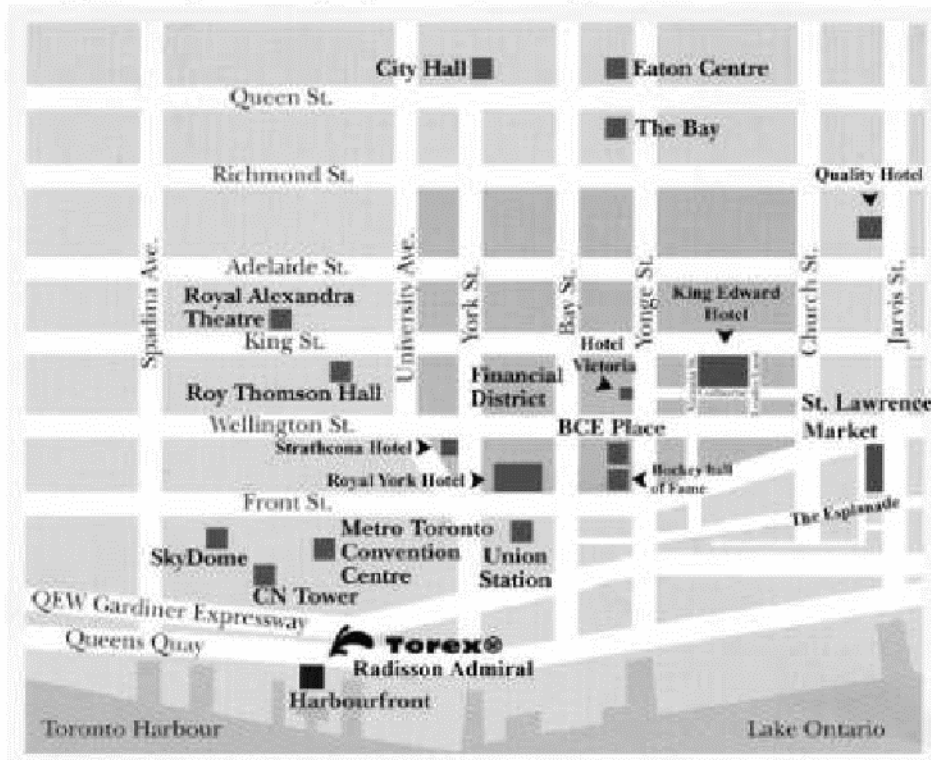 City Hall
Eaton Centre
Queen St.
The Bay
Richmond St.
Quality Hotel
Spadina Ave.
University Ave.
York St.
Bay St.
Yonge St.
Church St.
Jarvis St.
Adelaide St.
Royal Alexandra
Theatre
King Edward
Hotel
King St.
Hotel
Victoria
Roy Thomson Hall
Financial
District
St. Lawrence
Market
Wellington St.
BCE Place
Strathcona Hotel
Royal York Hotel
Hockey hall
of Fame
Front St.
The Esplanade
SkyDome
Metro Toronto
Convention
Centre
Union
Station
CN Tower
QEW Gardiner Expressway
Queens Quay
Torex®
Radisson Admiral
Harbourfront
Toronto Harbour
Lake Ontario